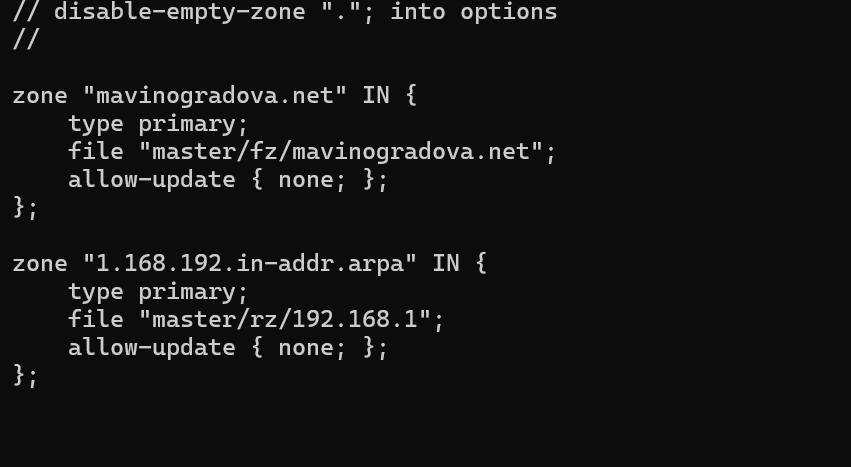 // disable-empty-zone "."; into options
//
zone "mavinogradova.net" IN {
    type primary;
    file "master/fz/mavinogradova.net";
    allow-update { none; };
};
zone "1.168.192.in-addr.arpa" IN {
    type primary;
    file "master/rz/192.168.1";
    allow-update { none; };
};